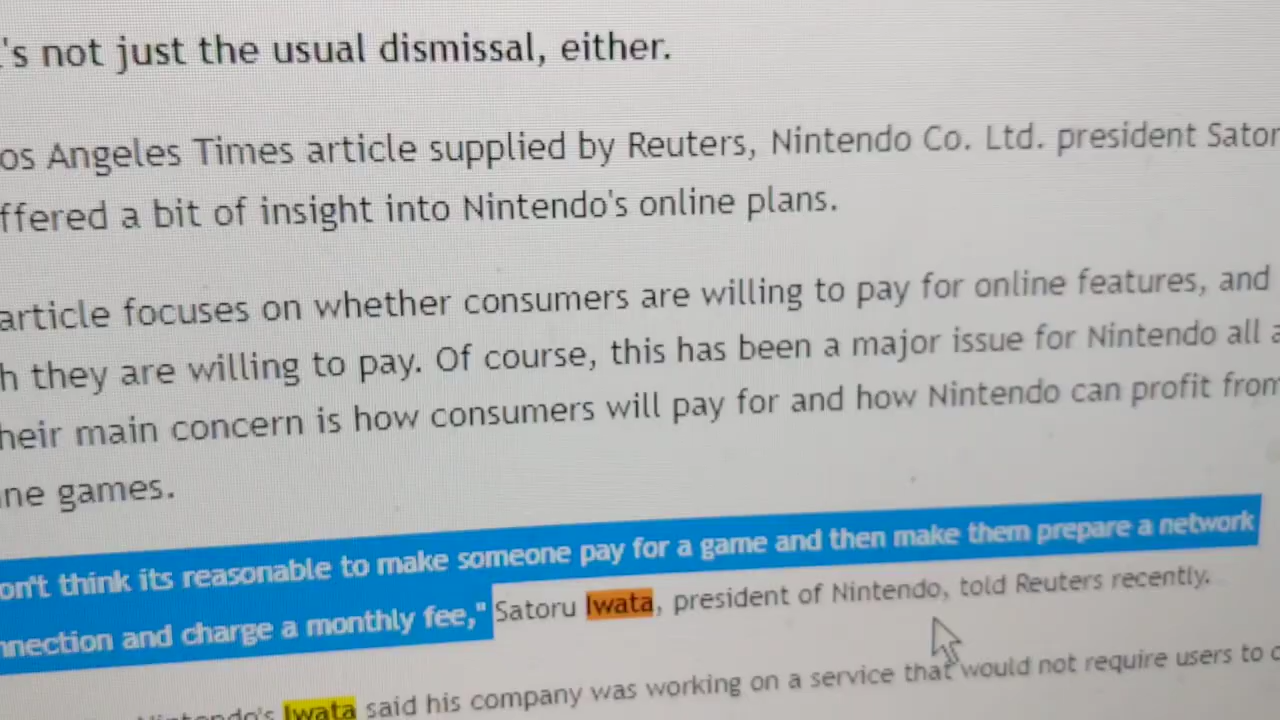 's not just the usual dismissal, either.
os Angeles Times article supplied by Reuters, Nintendo Co. Ltd. president Sator
ffered a bit of insight into Nintendo's online plans.
article focuses on whether consumers are willing to pay for online features, and
h they are willing to pay. Of course, this has been a major issue for Nintendo all a
heir main concern is how consumers will pay for and how Nintendo can profit from
ine games.
on't think its reasonable to make someone pay for a game and then make them prepare a network
nnection and charge a monthly fee," Satoru Iwata, president of Nintendo, told Reuters recently.
Nintendo's Iwata said his company was working on a service that would not require users to